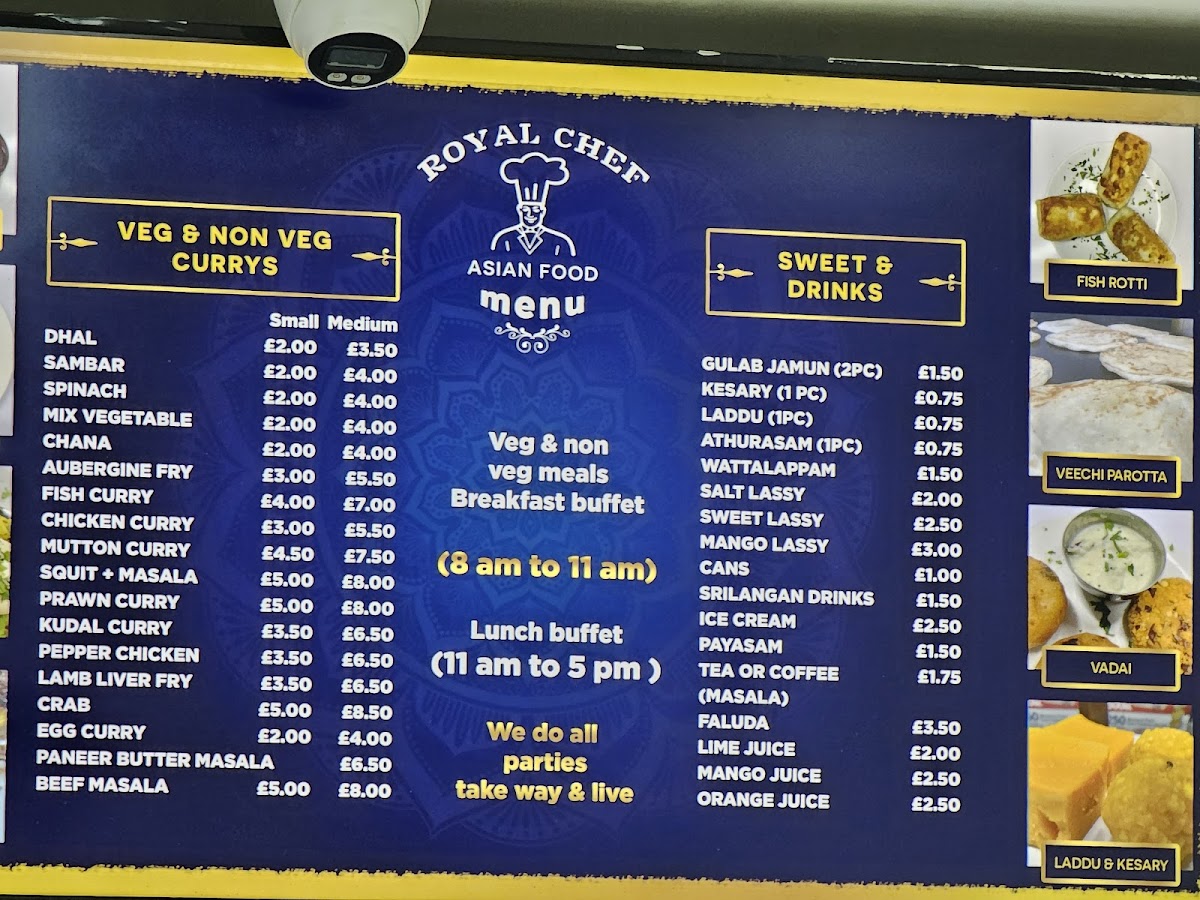 ROYAL CHEF
ASIAN FOOD
menu
VEG & NON VEG
CURRYS
Small Medium
DHAL £2.00 £3.50
SAMBAR £2.00 £4.00
SPINACH £2.00 £4.00
MIX VEGETABLE £2.00 £4.00
CHANA £2.00 £4.00
AUBERGINE FRY £3.00 £5.50
FISH CURRY £4.00 £7.00
CHICKEN CURRY £3.00 £5.50
MUTTON CURRY £4.50 £7.50
SQUIT + MASALA £5.00 £8.00
PRAWN CURRY £5.00 £8.00
KUDAL CURRY £3.50 £6.50
PEPPER CHICKEN £3.50 £6.50
LAMB LIVER FRY £3.50 £6.50
CRAB £5.00 £8.50
EGG CURRY £2.00 £4.00
PANEER BUTTER MASALA £6.50
BEEF MASALA £5.00 £8.00
Veg & non
veg meals
Breakfast buffet
(8 am to 11 am)
Lunch buffet
(11 am to 5 pm )
We do all
parties
take way & live
SWEET &
DRINKS
GULAB JAMUN (2PC) £1.50
KESARY (1 PC) £0.75
LADDU (1PC) £0.75
ATHURASAM (1PC) £0.75
WATTALAPPAM £1.50
SALT LASSY £2.00
SWEET LASSY £2.50
MANGO LASSY £3.00
CANS £1.00
SRILANGAN DRINKS £1.50
ICE CREAM £2.50
PAYASAM £1.50
TEA OR COFFEE £1.75
(MASALA)
FALUDA £3.50
LIME JUICE £2.00
MANGO JUICE £2.50
ORANGE JUICE £2.50
FISH ROTTI
VEECHI PAROTTA
VADAI
LADDU & KESARY